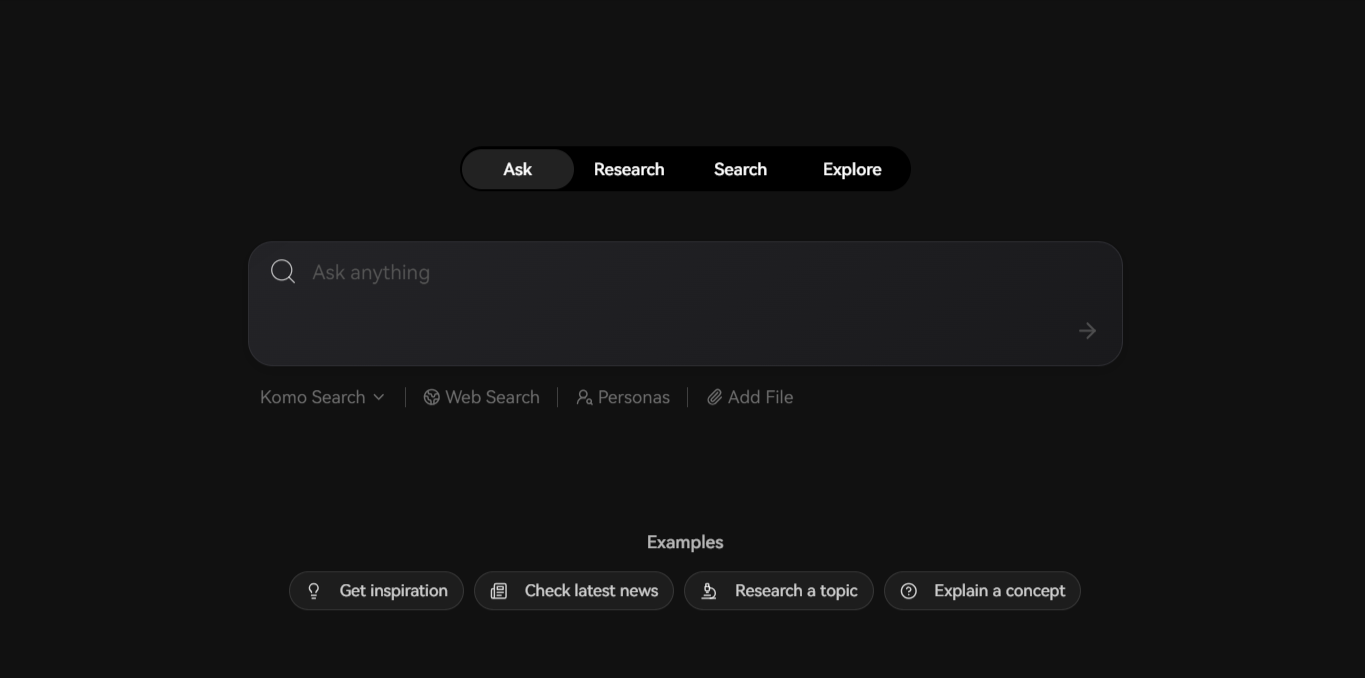 Ask Research Search Explore
Ask anything
Komo Search Web Search Personas Add File
Examples
Get inspiration Check latest news Research a topic Explain a concept